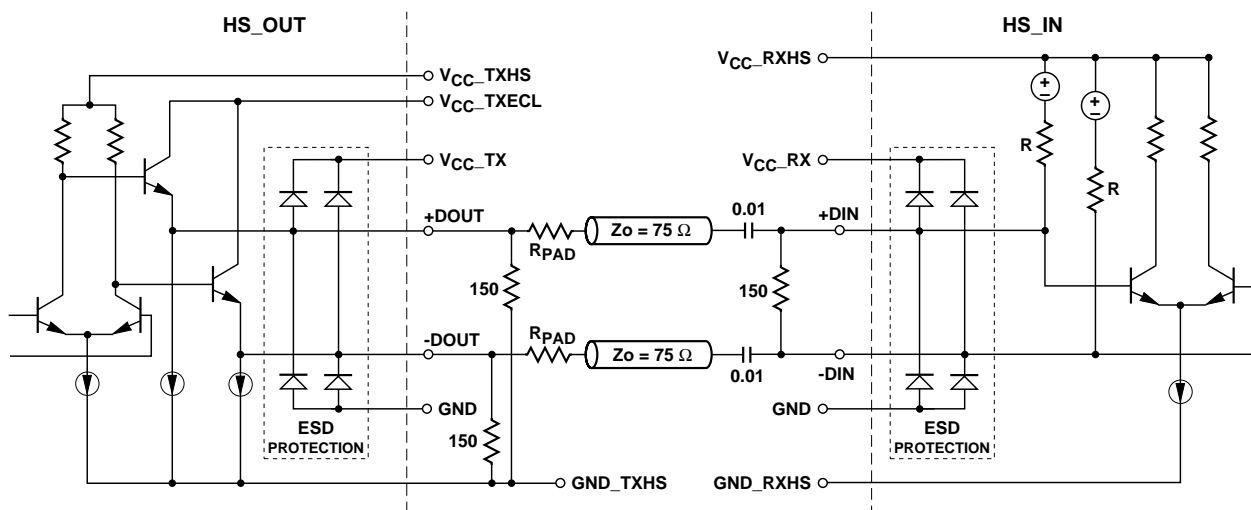 HS_OUT
HS_IN
VCC_TXHS
VCC_TXECL
VCC_TX
+DOUT
RPAD
Zo = 75 Ω
0.01
150
-DOUT
RPAD
Zo = 75 Ω
0.01
GND
150
ESD
PROTECTION
GND_TXHS
VCC_RXHS
+
−
+
−
R
R
VCC_RX
+DIN
150
-DIN
GND
ESD
PROTECTION
GND_RXHS